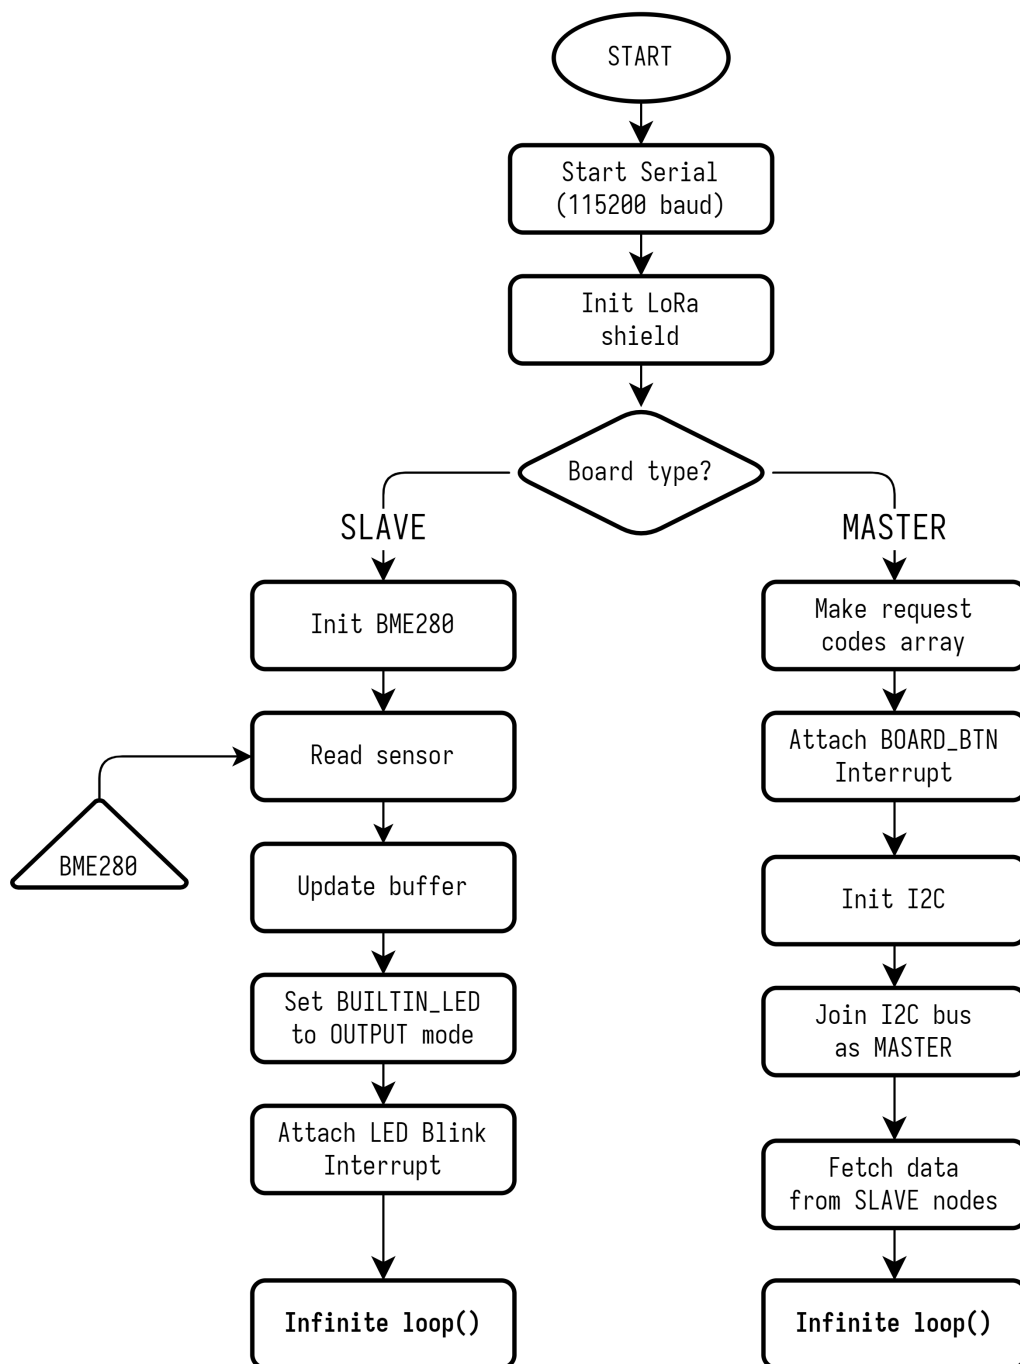 START
Start Serial
(115200 baud)
Init LoRa
shield
Board type?
SLAVE
MASTER
Init BME280
Make request
codes array
Read sensor
Attach BOARD_BTN
Interrupt
BME280
Update buffer
Init I2C
Set BUILTIN_LED
to OUTPUT mode
Join I2C bus
as MASTER
Attach LED Blink
Interrupt
Fetch data
from SLAVE nodes
Infinite loop()
Infinite loop()